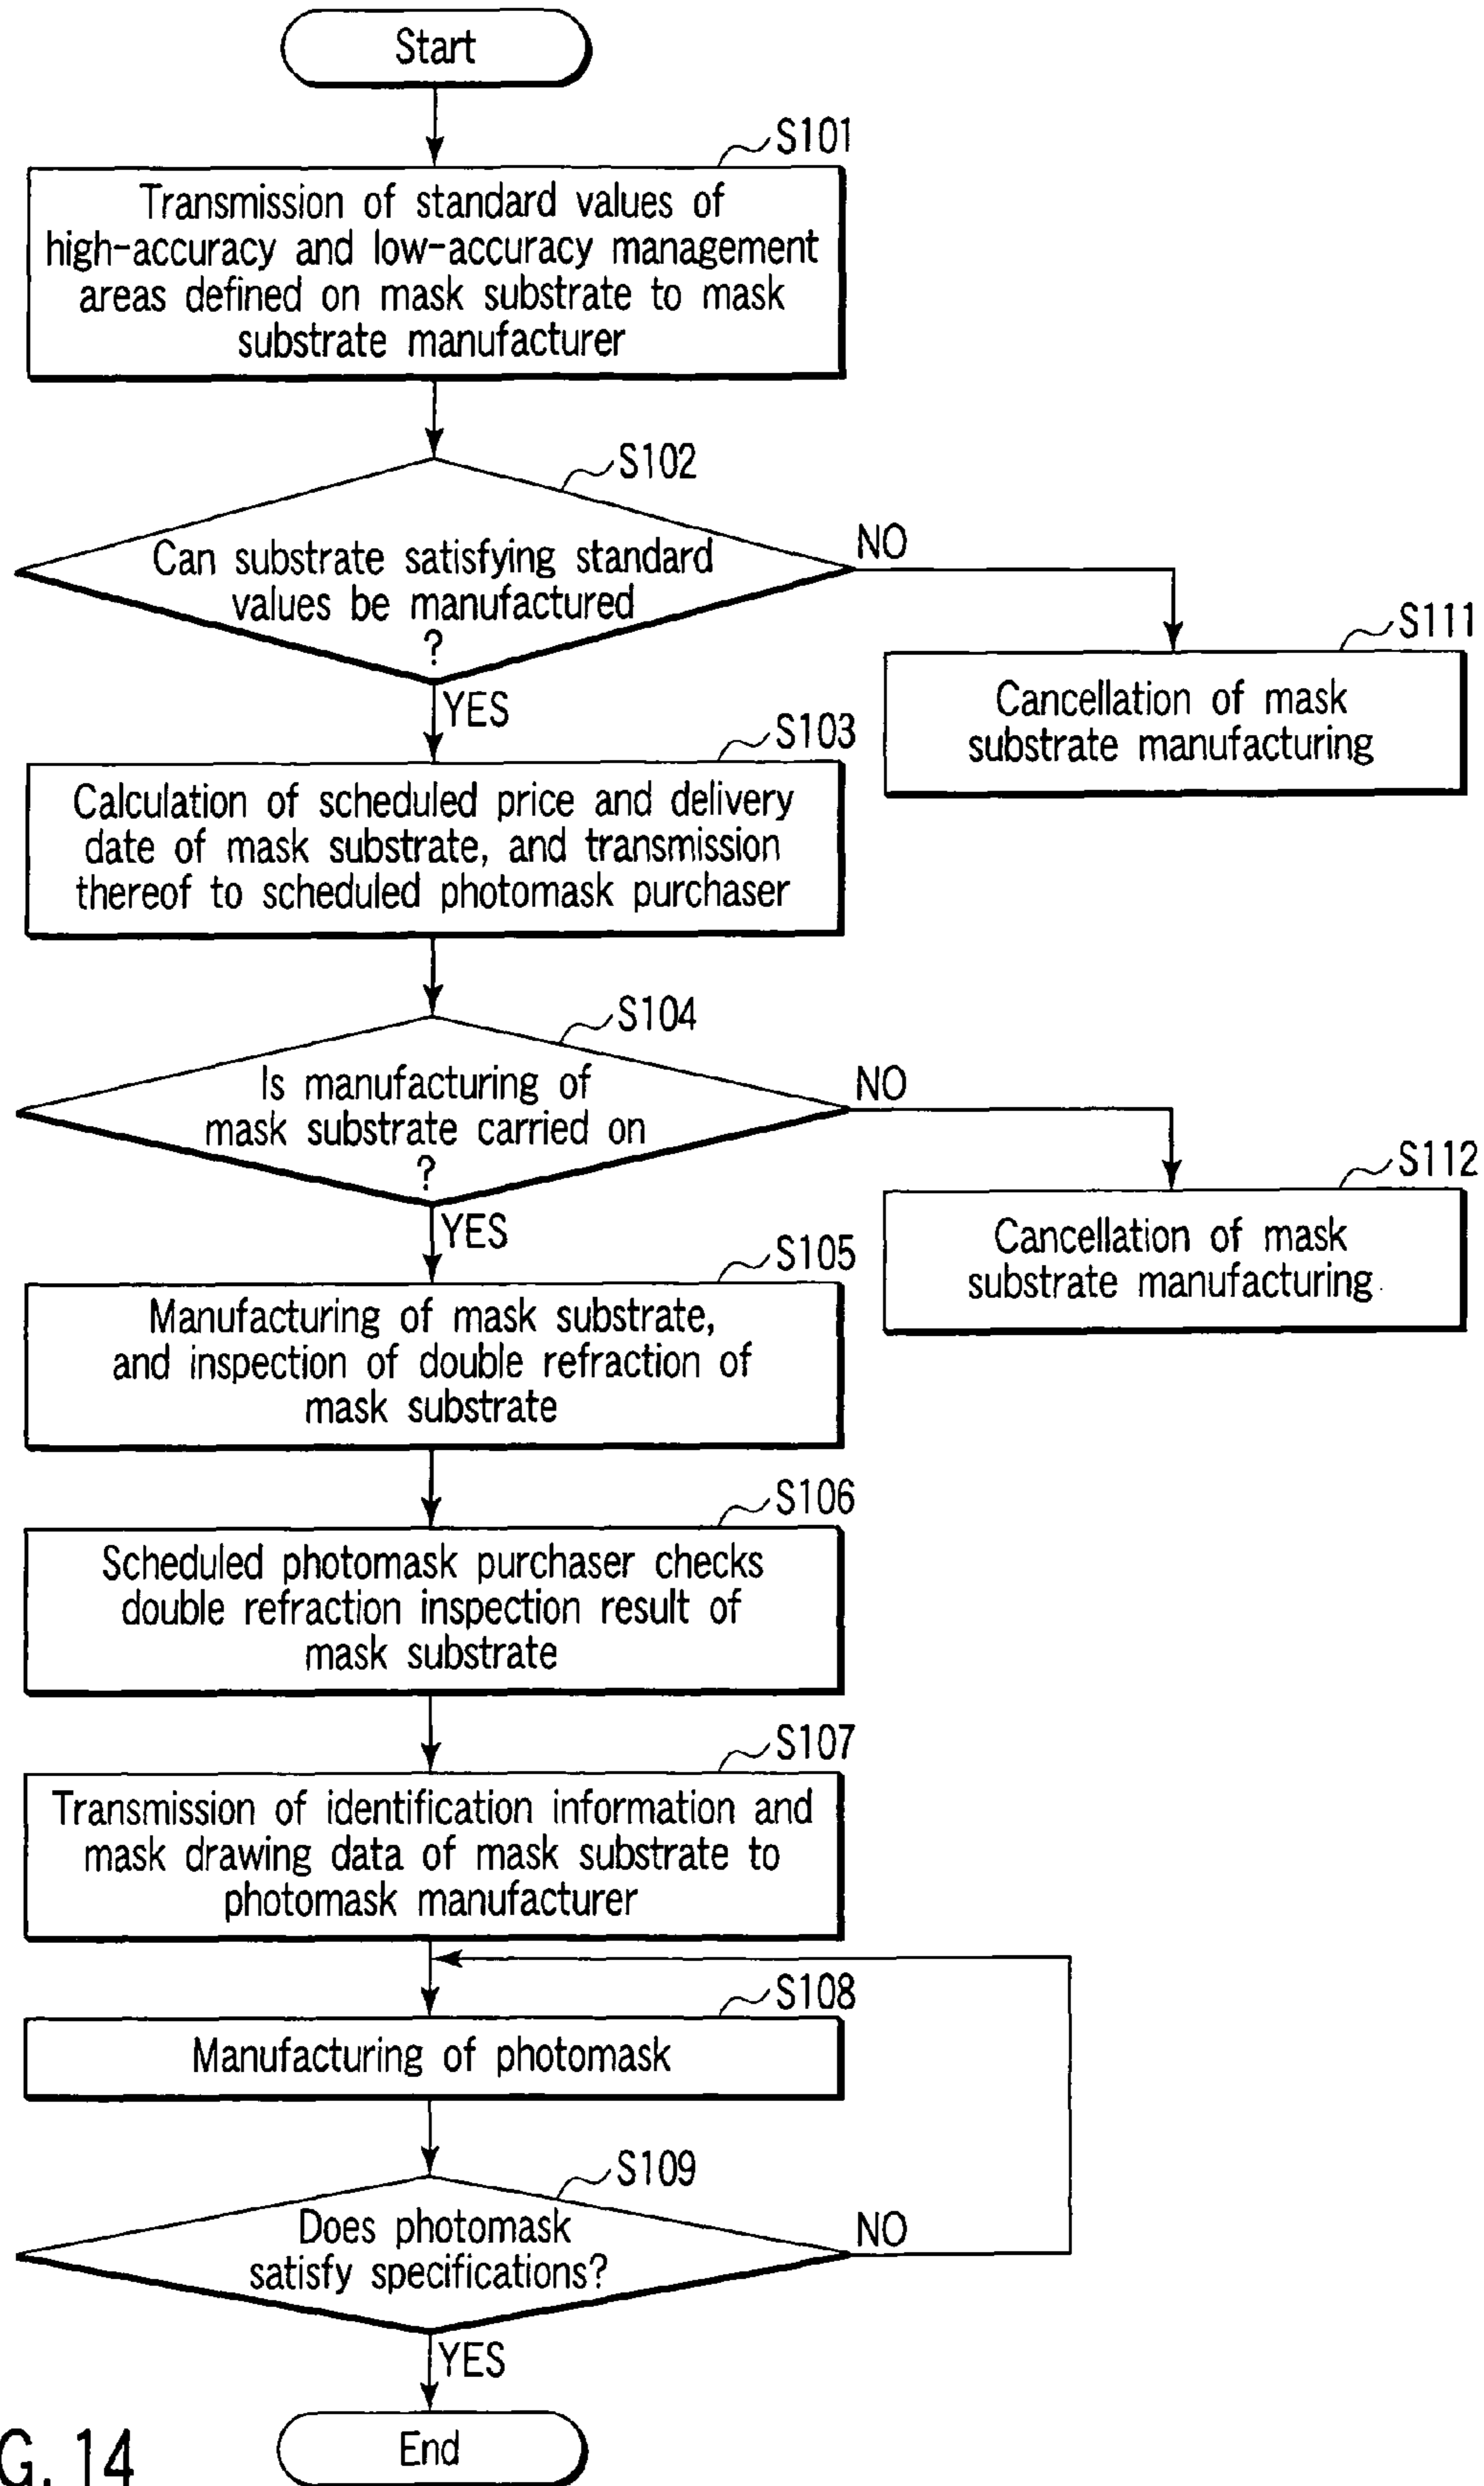 Start
S101
Transmission of standard values of
high-accuracy and low-accuracy management
areas defined on mask substrate to mask
substrate manufacturer
S102
Can substrate satisfying standard
values be manufactured
?
NO
S111
Cancellation of mask
substrate manufacturing
YES
S103
Calculation of scheduled price and delivery
date of mask substrate, and transmission
thereof to scheduled photomask purchaser
S104
Is manufacturing of
mask substrate carried on
?
NO
S112
Cancellation of mask
substrate manufacturing
YES
S105
Manufacturing of mask substrate,
and inspection of double refraction of
mask substrate
S106
Scheduled photomask purchaser checks
double refraction inspection result of
mask substrate
S107
Transmission of identification information and
mask drawing data of mask substrate to
photomask manufacturer
S108
Manufacturing of photomask
S109
Does photomask
satisfy specifications?
NO
YES
End
G. 14